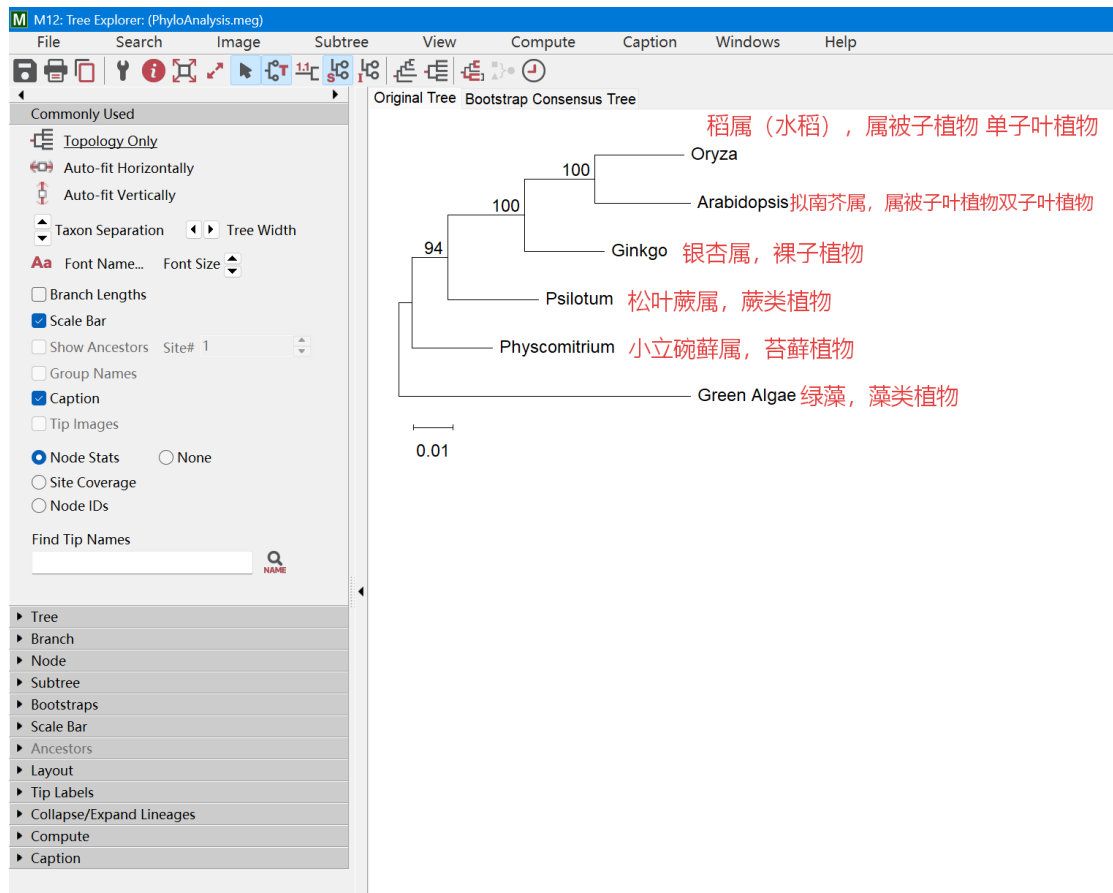 M M12: Tree Explorer: (PhyloAnalysis.meg)
File Search Image Subtree View Compute Caption Windows Help
Original Tree Bootstrap Consensus Tree
Commonly Used
Topology Only
Auto-fit Horizontally
Auto-fit Vertically
Taxon Separation Tree Width
Aa Font Name... Font Size
Branch Lengths
Scale Bar
Show Ancestors Site# 1
Group Names
Caption
Tip Images
Node Stats None
Site Coverage
Node IDs
Find Tip Names
NAME
Tree
Branch
Node
Subtree
Bootstraps
Scale Bar
Ancestors
Layout
Tip Labels
Collapse/Expand Lineages
Compute
Caption
稻属（水稻），属被子植物 单子叶植物
Oryza
100
Arabidopsis拟南芥属，属被子叶植物双子叶植物
100
Ginkgo 银杏属，裸子植物
94
Psilotum 松叶蕨属，蕨类植物
Physcomitrium 小立碗藓属，苔藓植物
Green Algae 绿藻，藻类植物
0.01